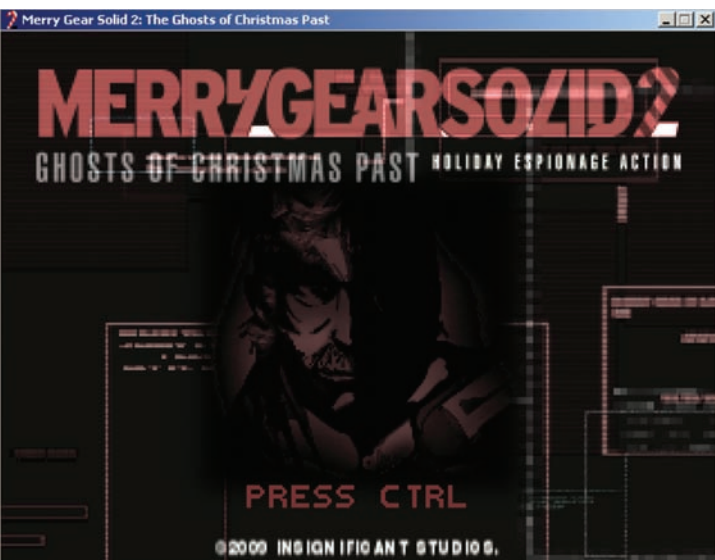 Merry Gear Solid 2: The Ghosts of Christmas Past
MERRYGEARSOLID2
GHOSTS OF CHRISTMAS PAST HOLIDAY ESPIONAGE ACTION
PRESS CTRL
©2009 INSIGNIFICANT STUDIOS.